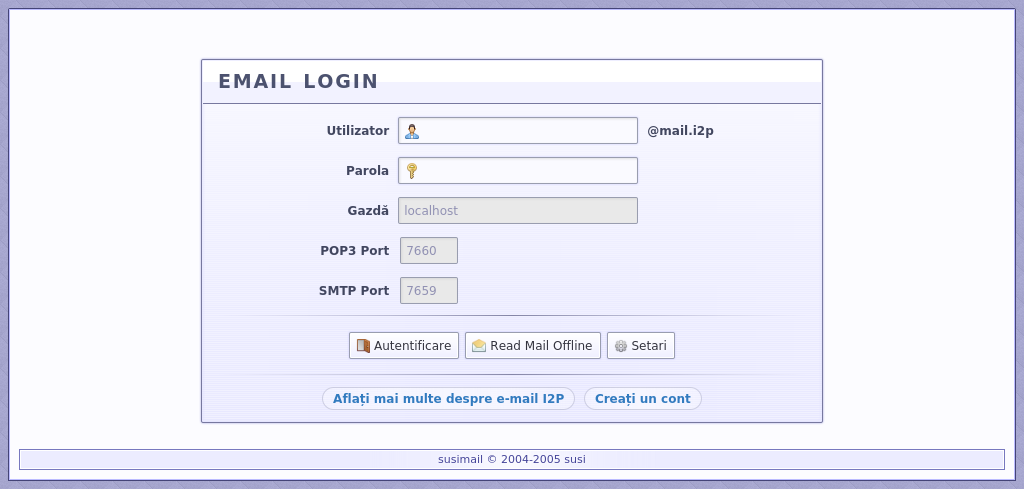 EMAIL LOGIN
Utilizator @mail.i2p
Parola
Gazdă localhost
POP3 Port 7660
SMTP Port 7659
Autentificare Read Mail Offline Setari
Aflați mai multe despre e-mail I2P Creați un cont
susimail © 2004-2005 susi